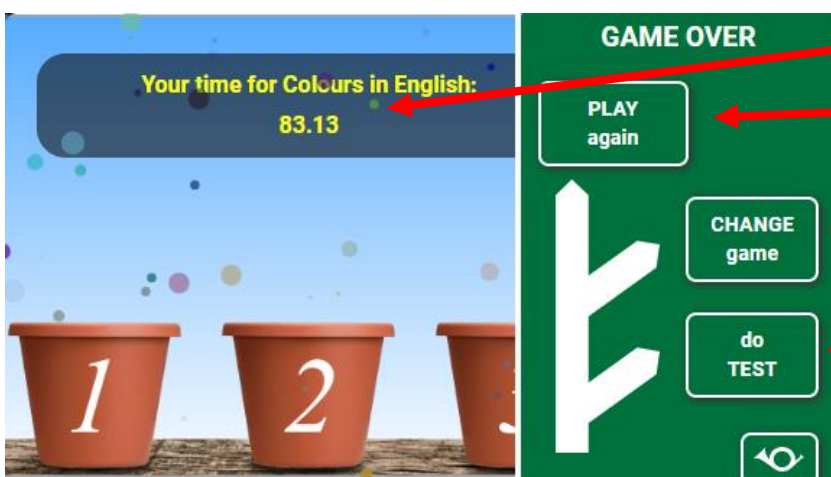 Your time for Colours in English:
83.13
1
2
GAME OVER
PLAY
again
CHANGE
game
do
TEST